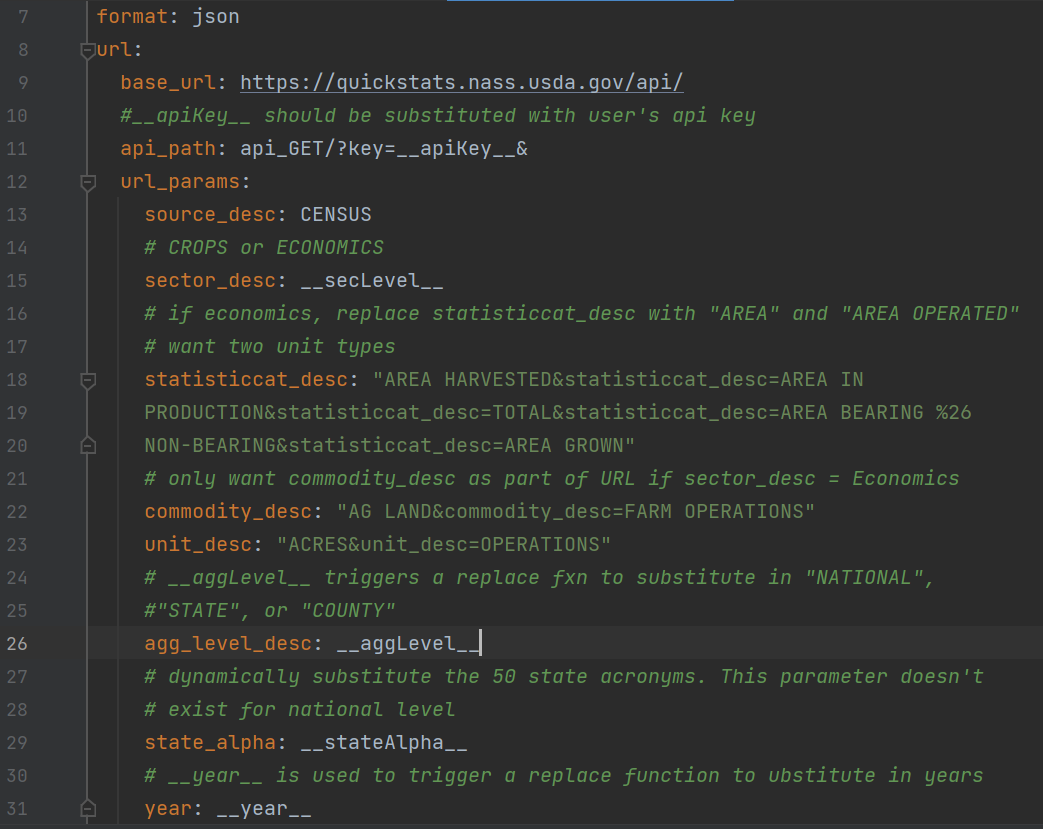 7 format: json
8 url:
9 base_url: https://quickstats.nass.usda.gov/api/
10 #__apiKey__ should be substituted with user's api key
11 api_path: api_GET/?key=__apiKey__&
12 url_params:
13 source_desc: CENSUS
14 # CROPS or ECONOMICS
15 sector_desc: __secLevel__
16 # if economics, replace statisticcat_desc with "AREA" and "AREA OPERATED"
17 # want two unit types
18 statisticcat_desc: "AREA HARVESTED&statisticcat_desc=AREA IN
19 PRODUCTION&statisticcat_desc=TOTAL&statisticcat_desc=AREA BEARING %26
20 NON-BEARING&statisticcat_desc=AREA GROWN"
21 # only want commodity_desc as part of URL if sector_desc = Economics
22 commodity_desc: "AG LAND&commodity_desc=FARM OPERATIONS"
23 unit_desc: "ACRES&unit_desc=OPERATIONS"
24 # __aggLevel__ triggers a replace fxn to substitute in "NATIONAL",
25 #"STATE", or "COUNTY"
26 agg_level_desc: __aggLevel__
27 # dynamically substitute the 50 state acronyms. This parameter doesn't
28 # exist for national level
29 state_alpha: __stateAlpha__
30 # __year__ is used to trigger a replace function to ubstitute in years
31 year: __year__